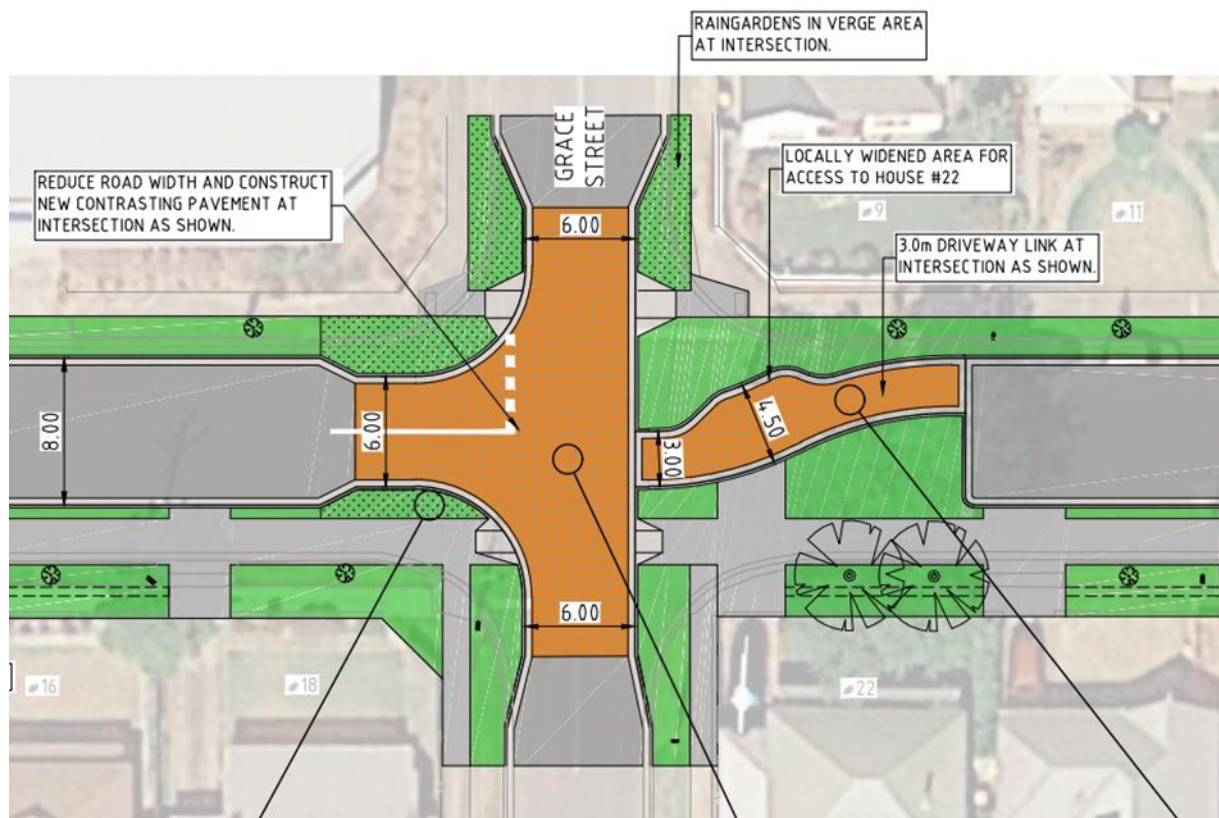 RAINGARDENS IN VERGE AREA
AT INTERSECTION.
GRACE
STREET
LOCALLY WIDENED AREA FOR
ACCESS TO HOUSE #22
REDUCE ROAD WIDTH AND CONSTRUCT
NEW CONTRASTING PAVEMENT AT
INTERSECTION AS SHOWN.
#9
#11
6.00
3.0m DRIVEWAY LINK AT
INTERSECTION AS SHOWN.
8.00
6.00
4.50
3.00
6.00
#16
#18
#22